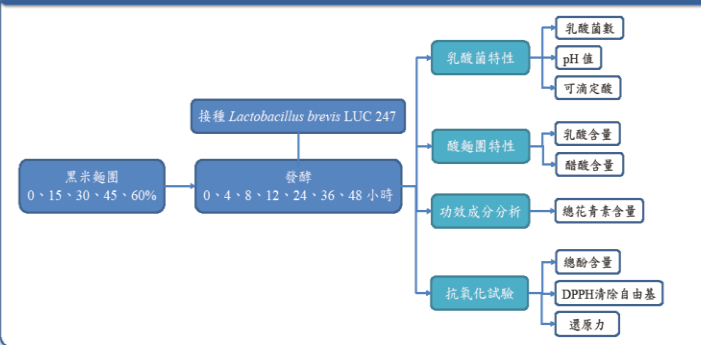 乳酸菌數
乳酸菌特性
pH 值
可滴定酸
接種 Lactobacillus brevis LUC 247
乳酸含量
酸麵團特性
醋酸含量
黑米麵團
0、15、30、45、60%
發酵
0、4、8、12、24、36、48 小時
功效成分分析
總花青素含量
總酚含量
抗氧化試驗
DPPH清除自由基
還原力